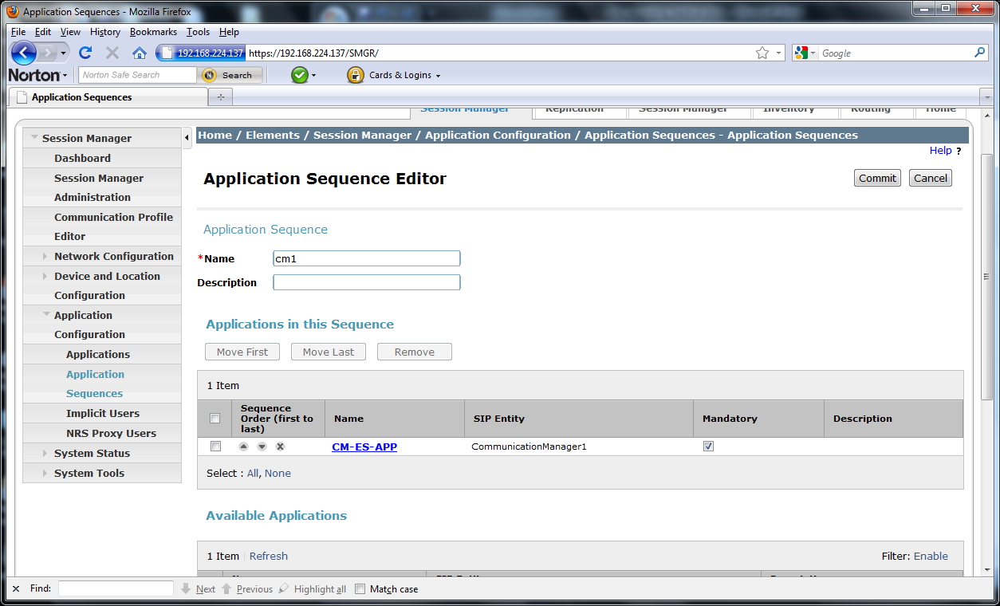 Application Sequences - Mozilla Firefox
File Edit View History Bookmarks Tools Help
192.168.224.137 https://192.168.224.137/SMGR/ Google
Norton Norton Safe Search Search Cards & Logins
Application Sequences
Session Manager Replication Session Manager Inventory Routing Home
Session Manager
Dashboard
Session Manager
Administration
Communication Profile
Editor
Network Configuration
Device and Location
Configuration
Application
Configuration
Applications
Application
Sequences
Implicit Users
NRS Proxy Users
System Status
System Tools
Home / Elements / Session Manager / Application Configuration / Application Sequences - Application Sequences
Help ?
Application Sequence Editor
Commit Cancel
Application Sequence
*Name cm1
Description
Applications in this Sequence
Move First Move Last Remove
1 Item
Sequence
Order (first to
last)
Name SIP Entity Mandatory Description
CM-ES-APP CommunicationManager1
Select : All, None
Available Applications
1 Item Refresh Filter: Enable
Find: Next Previous Highlight all Match case